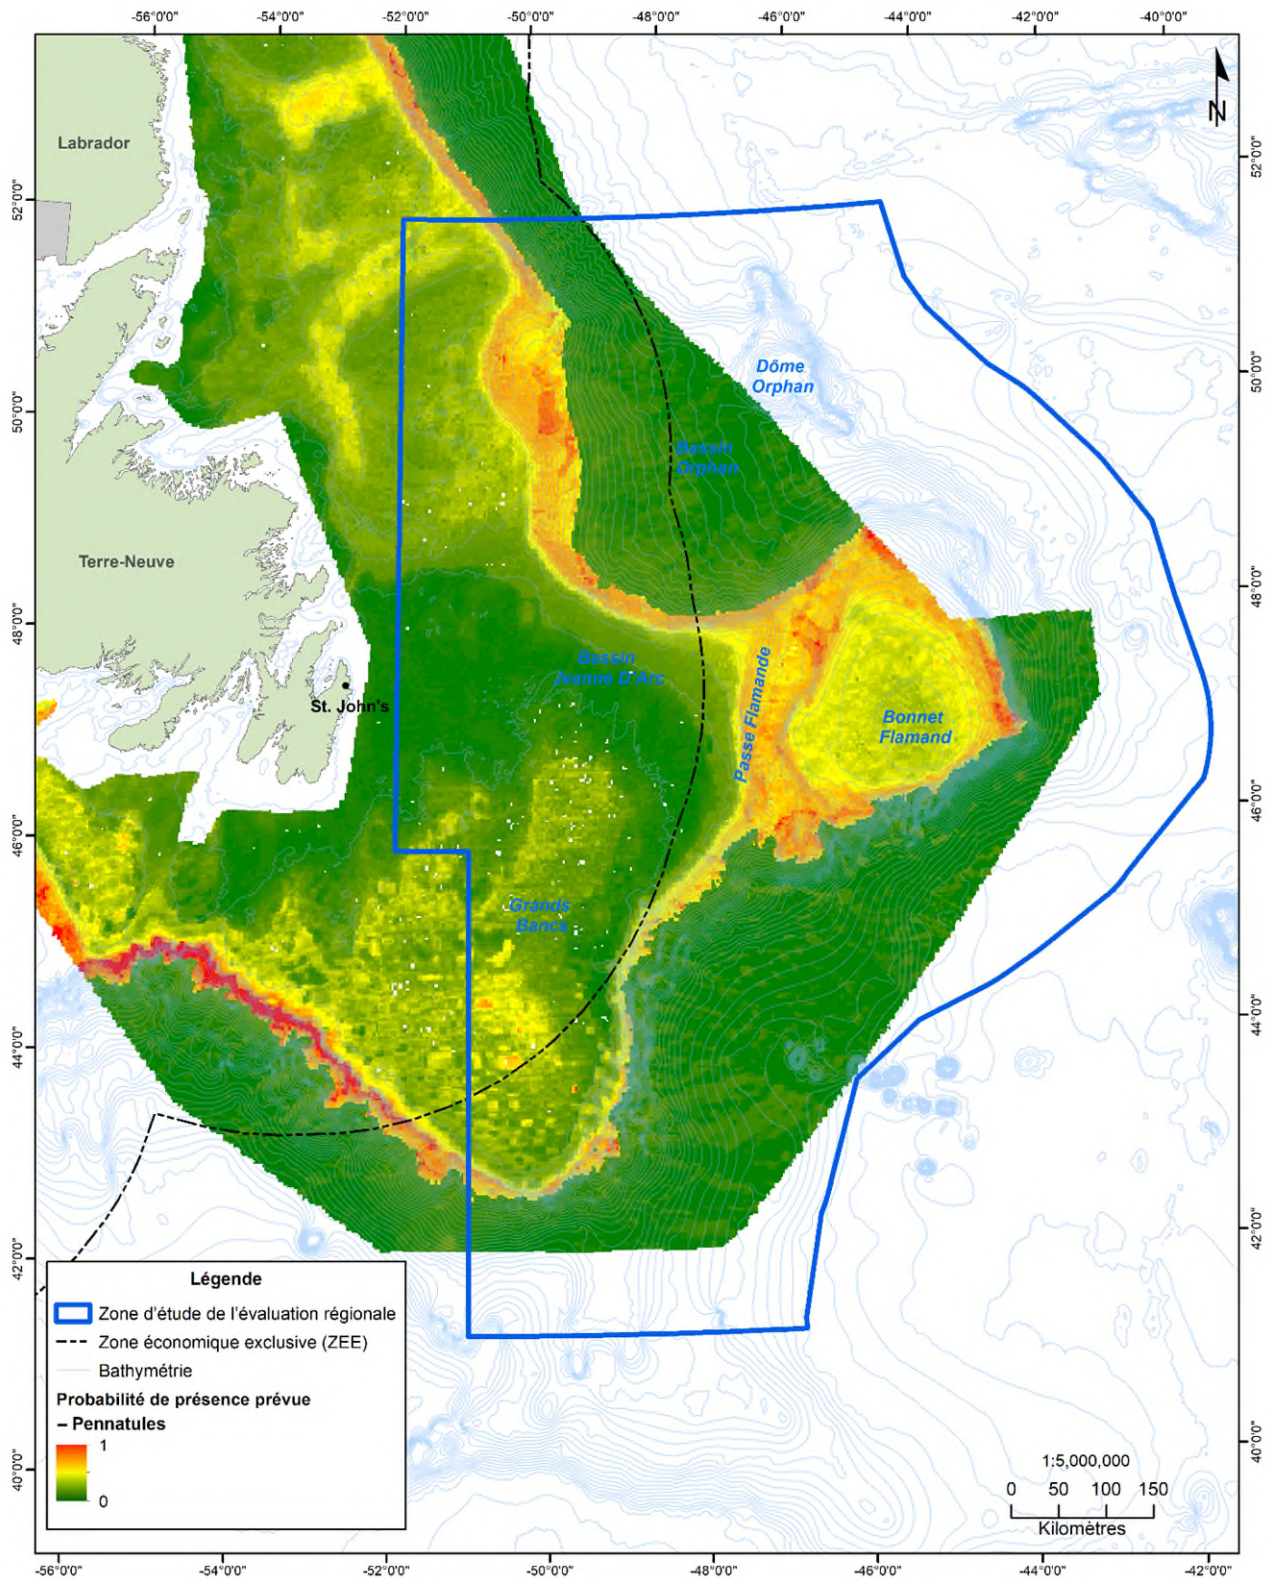 -56°0'0" -54°0'0" -52°0'0" -50°0'0" -48°0'0" -46°0'0" -44°0'0" -42°0'0" -40°0'0"
N
Labrador
52°0'0" 52°0'0"
Dôme
Orphan
50°0'0" 50°0'0"
Bassin
Orphan
Terre-Neuve
48°0'0" 48°0'0"
Bassin
Jeanne D'Arc
Passe Flamande
St. John's
Bonnet
Flamand
46°0'0" 46°0'0"
Grands
Bancs
44°0'0" 44°0'0"
42°0'0" 42°0'0"
Légende
Zone d'étude de l'évaluation régionale
Zone économique exclusive (ZEE)
Bathymétrie
Probabilité de présence prévue
– Pennatules
1
0
40°0'0" 40°0'0"
1:5,000,000
0 50 100 150
Kilomètres
-56°0'0" -54°0'0" -52°0'0" -50°0'0" -48°0'0" -46°0'0" -44°0'0" -42°0'0"